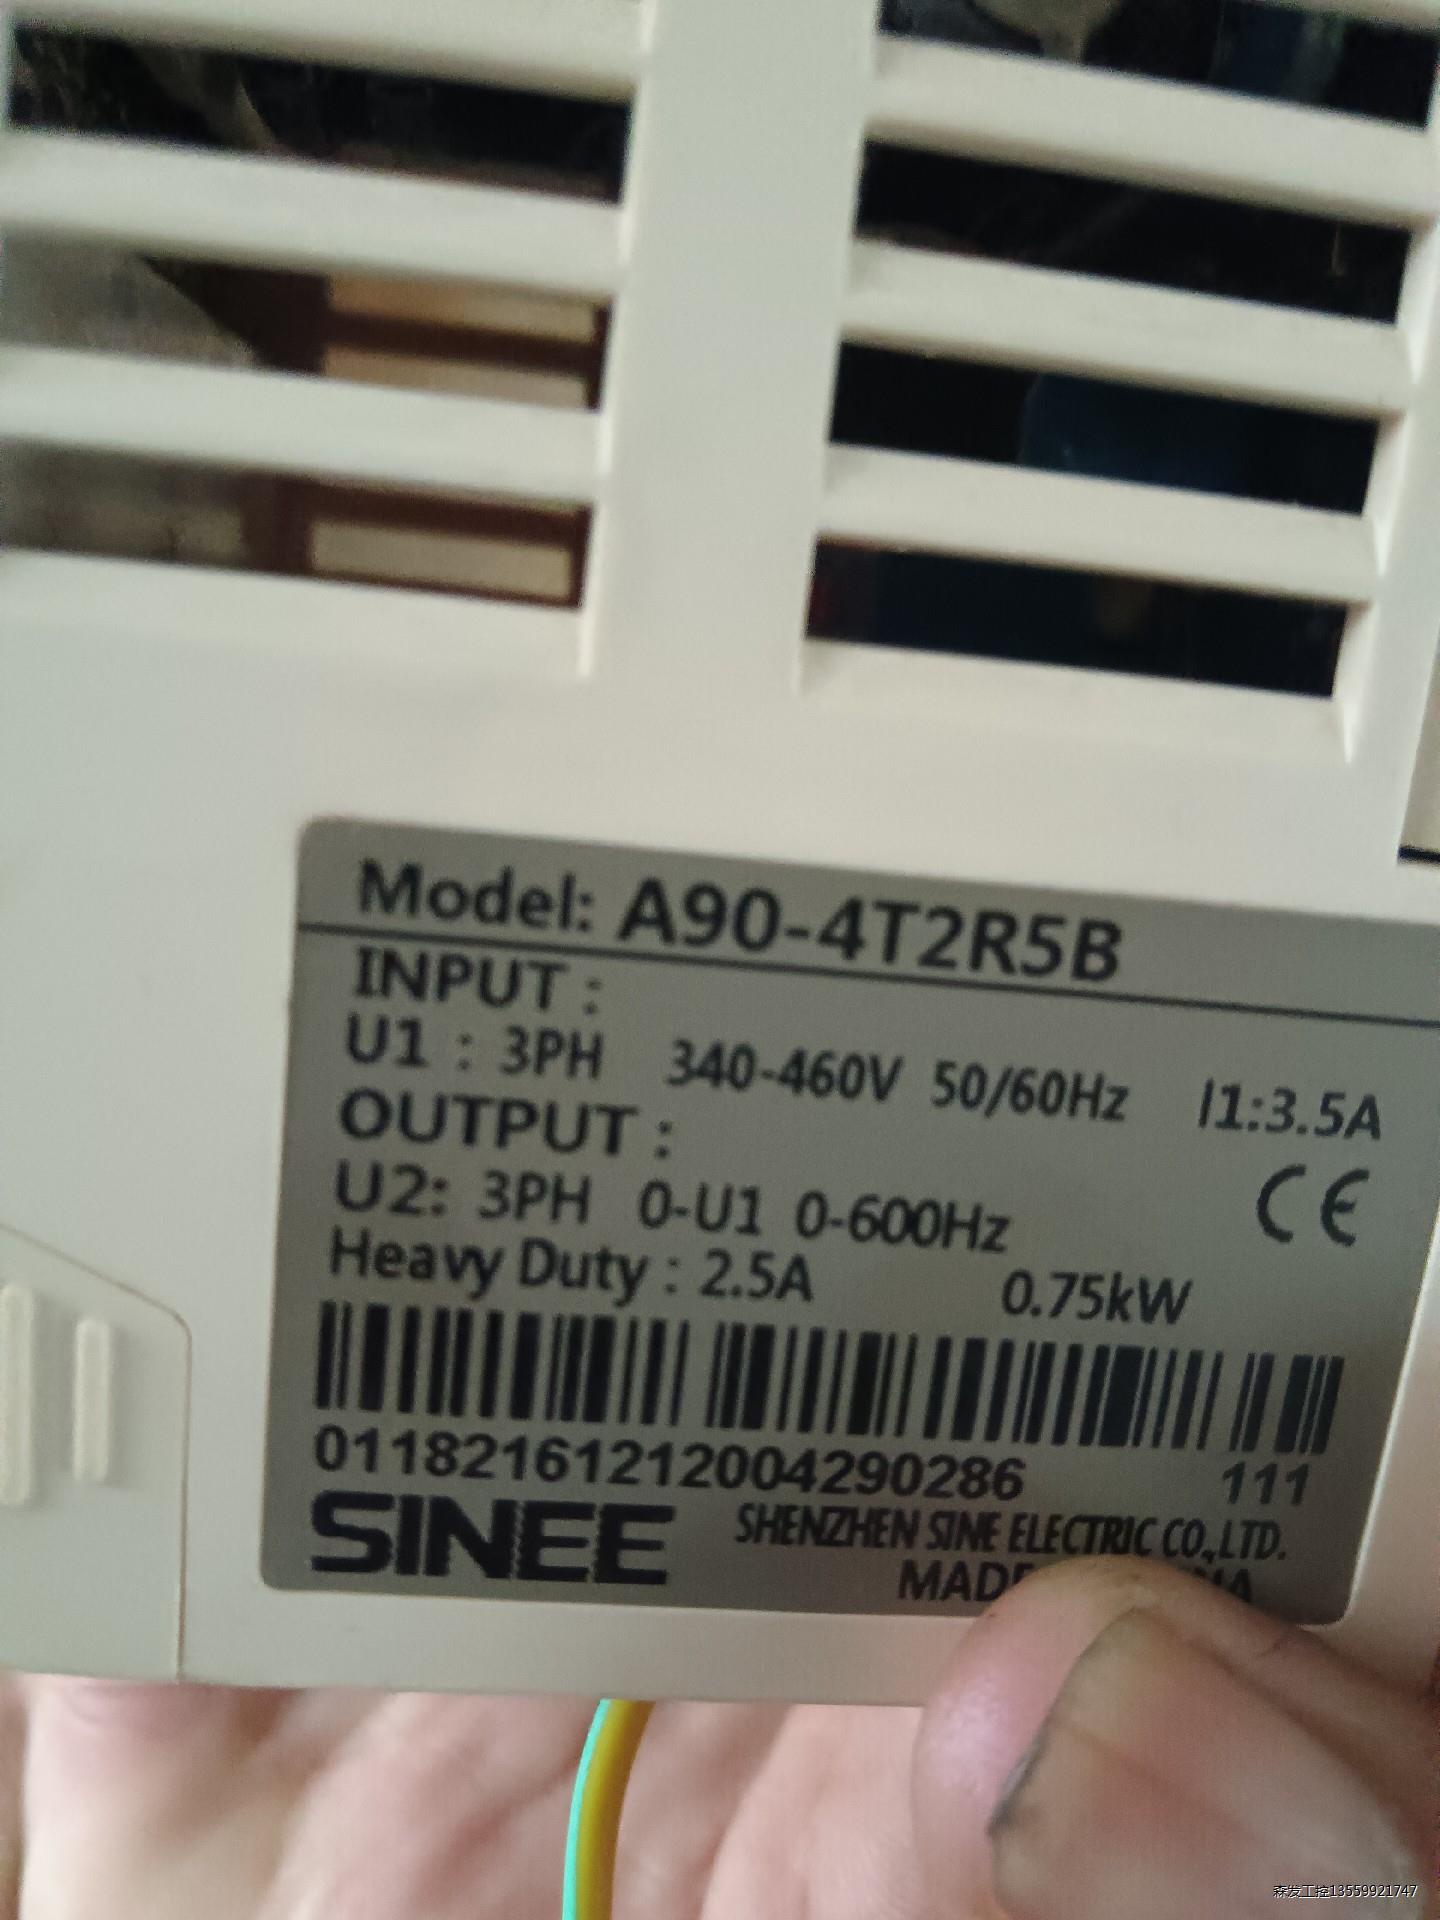 Model: A90-4T2R5B
INPUT :
U1 : 3PH 340-460V 50/60Hz I1:3.5A
OUTPUT :
U2: 3PH 0-U1 0-600Hz CE
Heavy Duty : 2.5A 0.75kW
01182161212004290286 111
SINEE SHENZHEN SINE ELECTRIC CO.,LTD.
MADE
森发工控13559921747